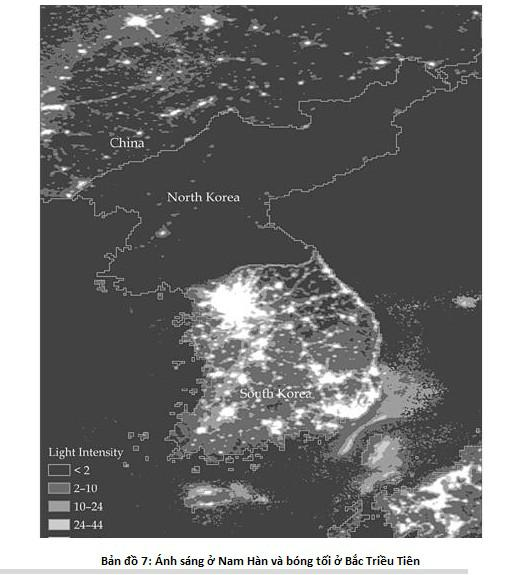 China
North Korea
South Korea
Light Intensity
< 2
2–10
10–24
24–44
Bản đồ 7: Ánh sáng ở Nam Hàn và bóng tối ở Bắc Triều Tiên